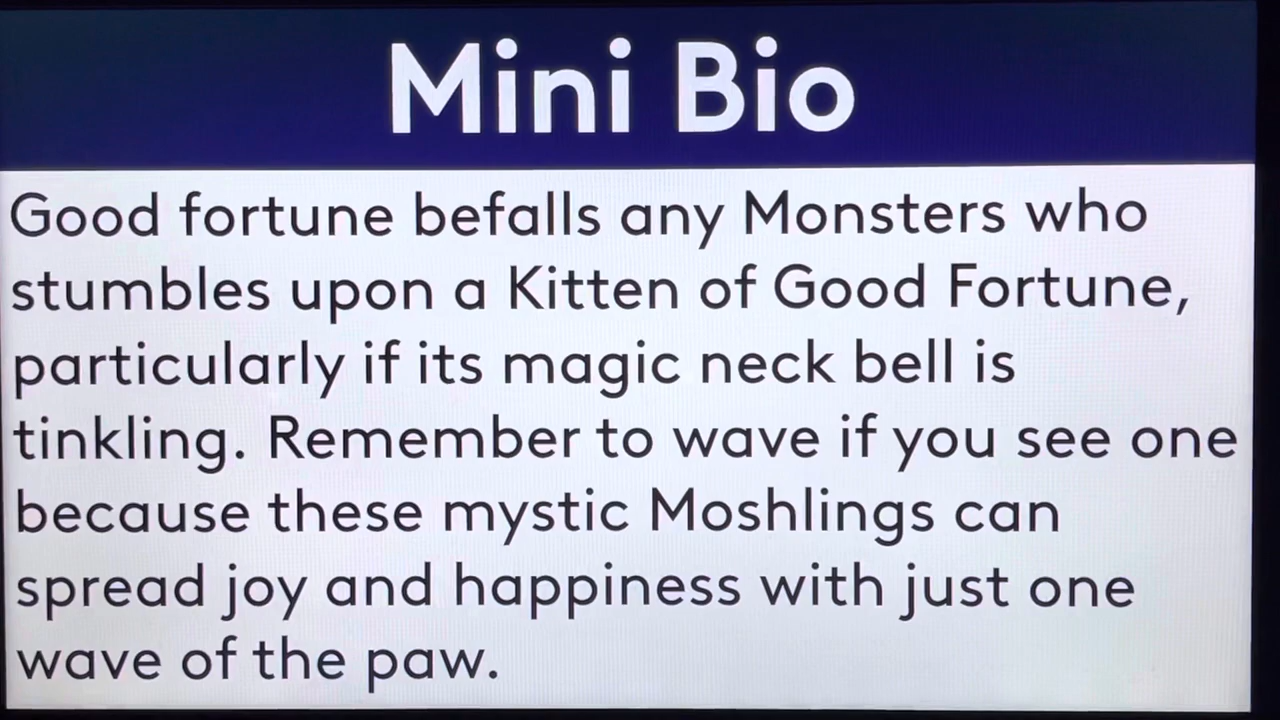 Mini Bio
Good fortune befalls any Monsters who
stumbles upon a Kitten of Good Fortune,
particularly if its magic neck bell is
tinkling. Remember to wave if you see one
because these mystic Moshlings can
spread joy and happiness with just one
wave of the paw.